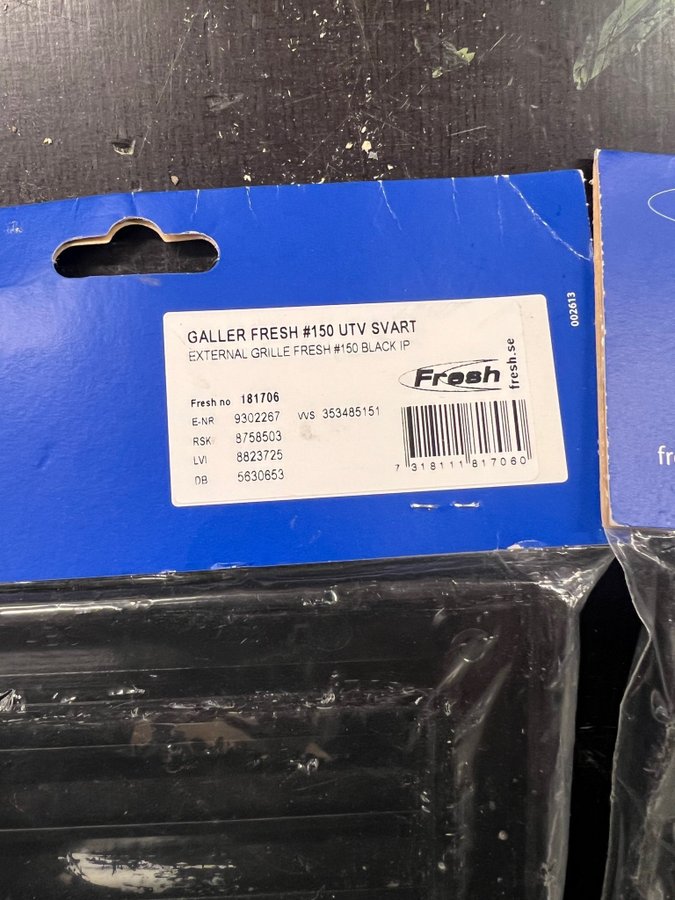 GALLER FRESH #150 UTV SVART
EXTERNAL GRILLE FRESH #150 BLACK IP
Fresh
fresh.se
Fresh no 181706
E-NR 9302267 VVS 353485151
RSK 8758503
LVI 8823725
DB 5630653
7 318111 817060
002613
fr